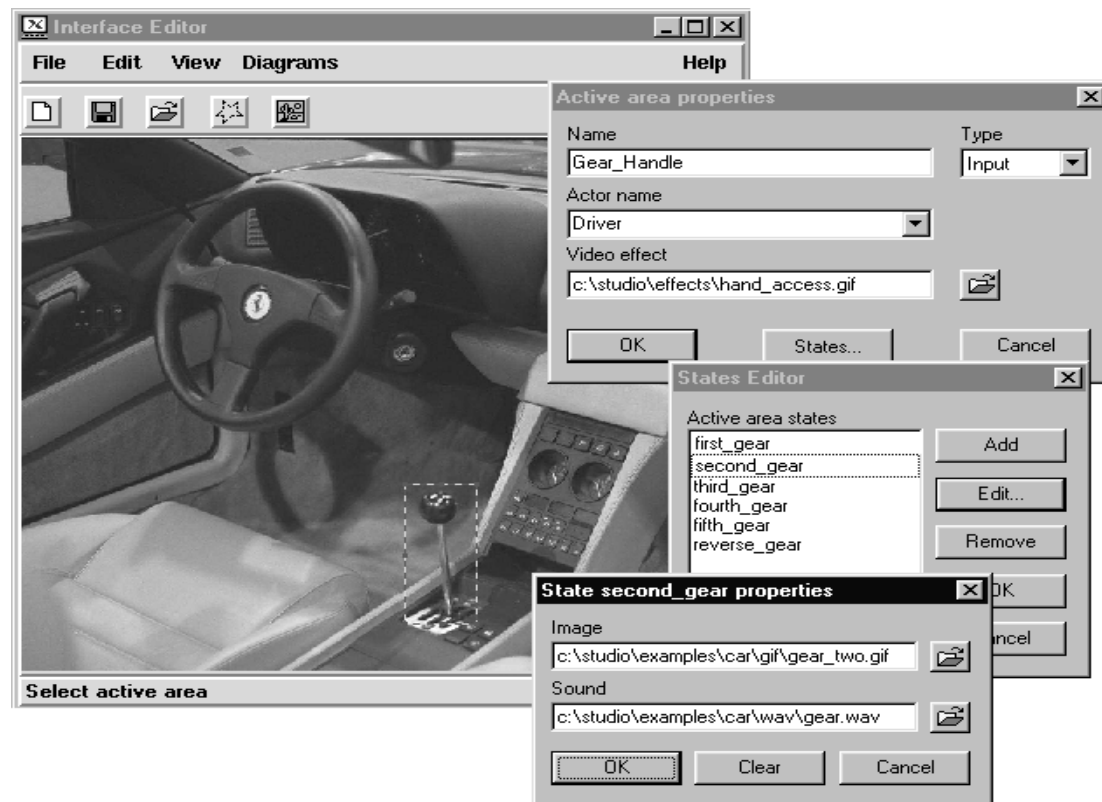 Interface Editor
File Edit View Diagrams Help
Active area properties
Name Type
Gear_Handle Input
Actor name
Driver
Video effect
c:\studio\effects\hand_access.gif
OK States... Cancel
States Editor
Active area states
first_gear
second_gear
third_gear
fourth_gear
fifth_gear
reverse_gear
Add
Edit...
Remove
State second_gear properties
Image
c:\studio\examples\car\gif\gear_two.gif
Sound
c:\studio\examples\car\wav\gear.wav
OK Clear Cancel
Select active area